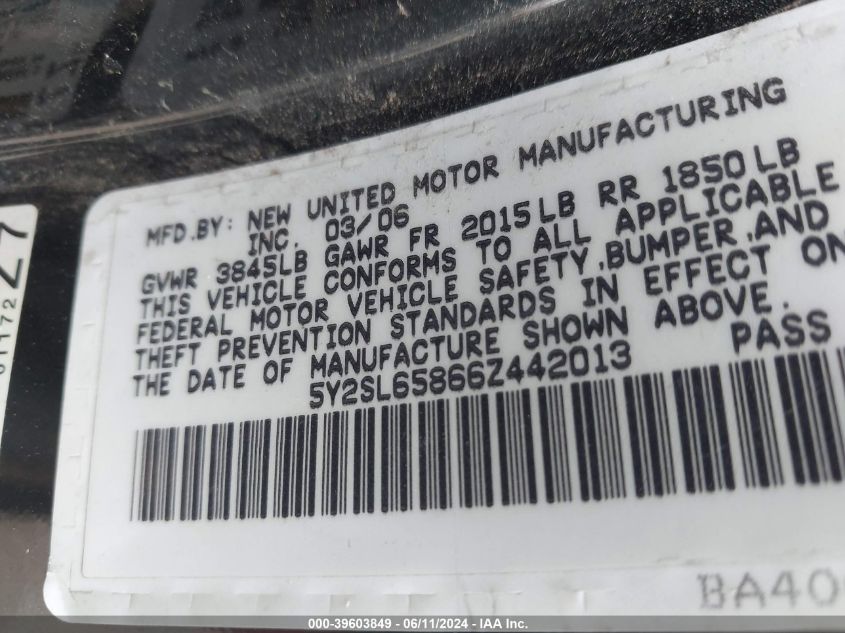 MFD.BY: NEW UNITED MOTOR MANUFACTURING
INC. 03/06
GVWR 3845LB GAWR FR 2015LB RR 1850LB
THIS VEHICLE CONFORMS TO ALL APPLICABLE
FEDERAL MOTOR VEHICLE SAFETY,BUMPER,AND
THEFT PREVENTION STANDARDS IN EFFECT ON
THE DATE OF MANUFACTURE SHOWN ABOVE.
5Y2SL65866Z442013 PASS
BA40
01172
000-39603849 - 06/11/2024 - IAA Inc.